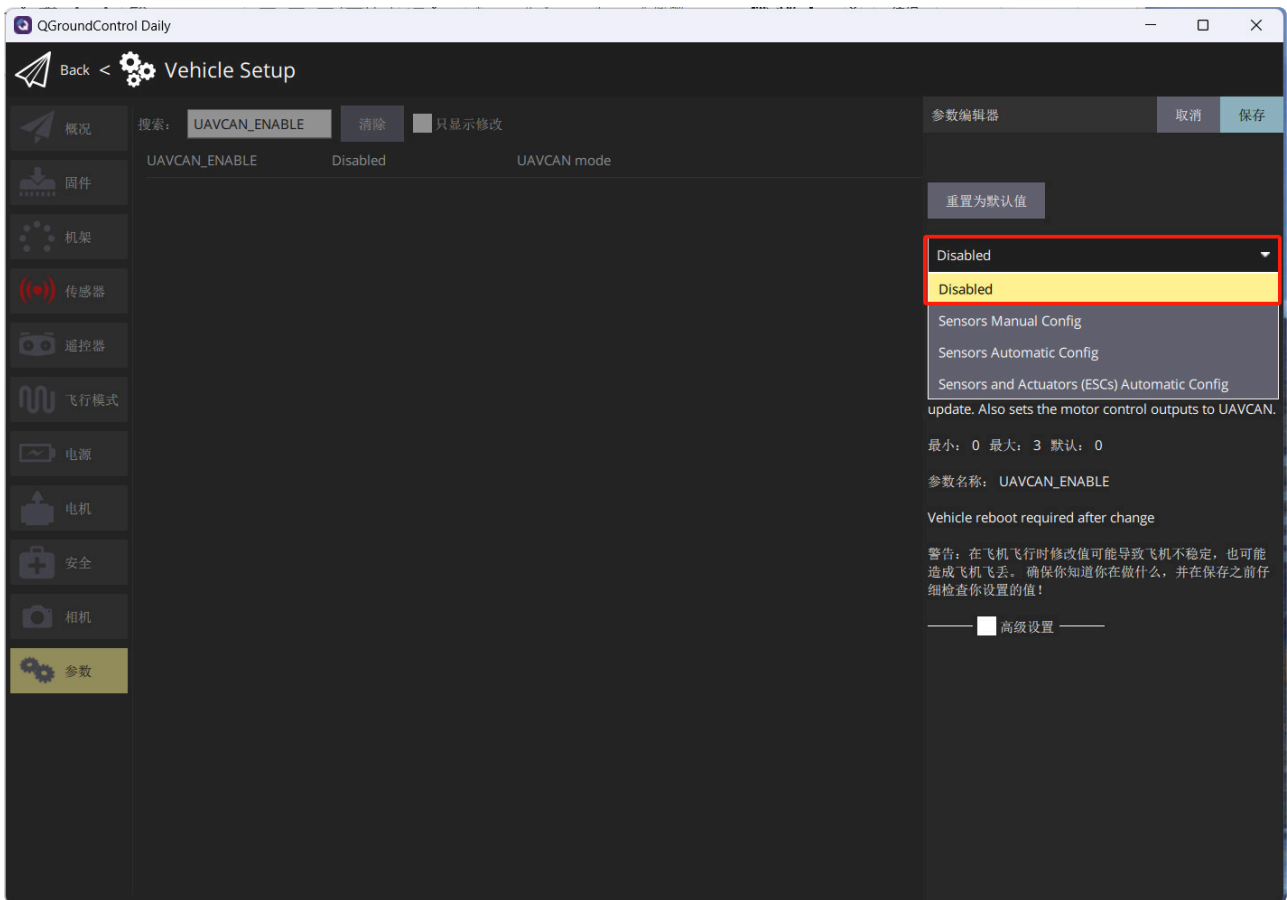 QGroundControl Daily
Back < Vehicle Setup
概况
固件
机架
传感器
遥控器
飞行模式
电源
电机
安全
相机
参数
搜索： UAVCAN_ENABLE 清除 只显示修改
UAVCAN_ENABLE Disabled UAVCAN mode
参数编辑器 取消 保存
重置为默认值
Disabled
Disabled
Sensors Manual Config
Sensors Automatic Config
Sensors and Actuators (ESCs) Automatic Config
update. Also sets the motor control outputs to UAVCAN.
最小： 0 最大： 3 默认： 0
参数名称： UAVCAN_ENABLE
Vehicle reboot required after change
警告：在飞机飞行时修改值可能导致飞机不稳定，也可能
造成飞机飞丢。 确保你知道你在做什么，并在保存之前仔
细检查你设置的值！
高级设置